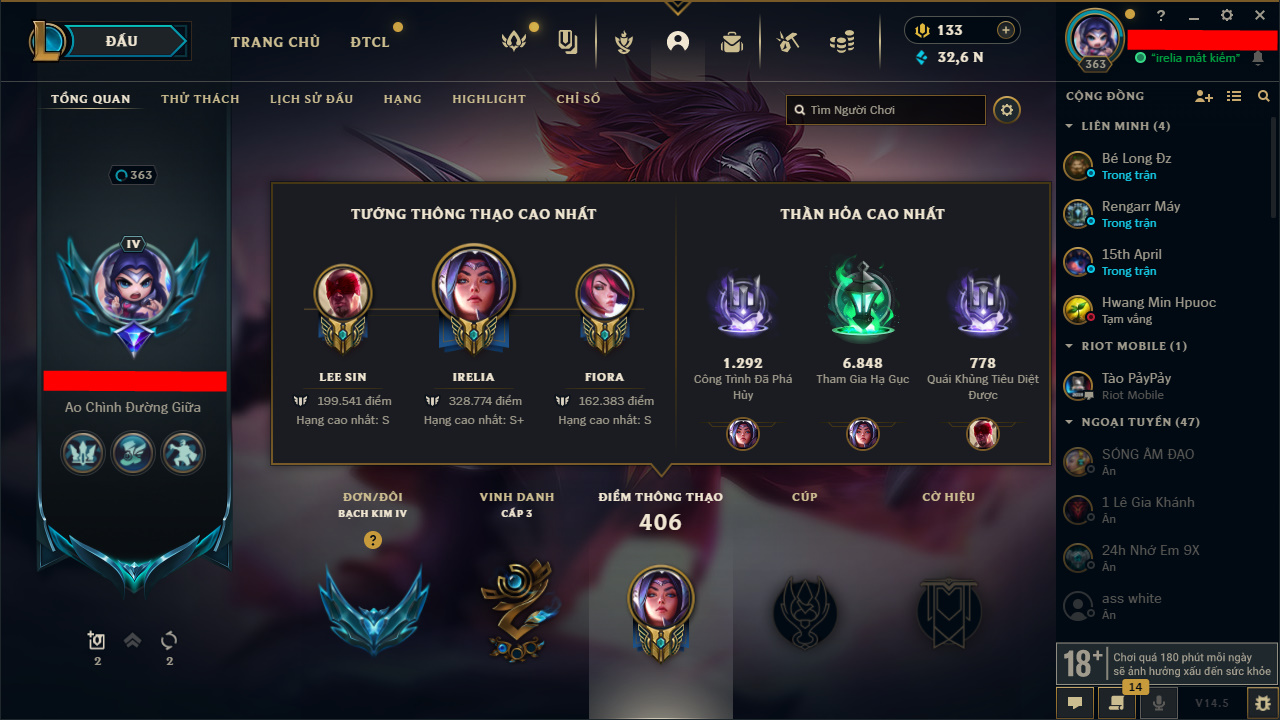 ĐẤU
TRANG CHỦ
ĐTCL
133
32,6 N
?
363
"irelia mất kiếm"
TỔNG QUAN
THỬ THÁCH
LỊCH SỬ ĐẤU
HẠNG
HIGHLIGHT
CHỈ SỐ
Tìm Người Chơi
363
IV
Ao Chình Đường Giữa
2
2
TƯỚNG THÔNG THẠO CAO NHẤT
LEE SIN
199.541 điểm
Hạng cao nhất: S
IRELIA
328.774 điểm
Hạng cao nhất: S+
FIORA
162.383 điểm
Hạng cao nhất: S
THẦN HÓA CAO NHẤT
1.292
Công Trình Đã Phá
Hủy
6.848
Tham Gia Hạ Gục
778
Quái Khủng Tiêu Diệt
Được
ĐƠN/ĐÔI
BẠCH KIM IV
?
VINH DANH
CẤP 3
ĐIỂM THÔNG THẠO
406
CÚP
CỜ HIỆU
CỘNG ĐỒNG
LIÊN MINH (4)
Bé Long Đz
Trong trận
Rengarr Máy
Trong trận
15th April
Trong trận
Hwang Min Hpuoc
Tạm vắng
RIOT MOBILE (1)
Tào PảyPảy
Riot Mobile
NGOẠI TUYẾN (47)
SÓNG ÂM ĐẠO
Ẩn
1 Lê Gia Khánh
Ẩn
24h Nhớ Em 9X
Ẩn
ass white
Ẩn
18+
Chơi quá 180 phút mỗi ngày
sẽ ảnh hưởng xấu đến sức khỏe
14
V14.5